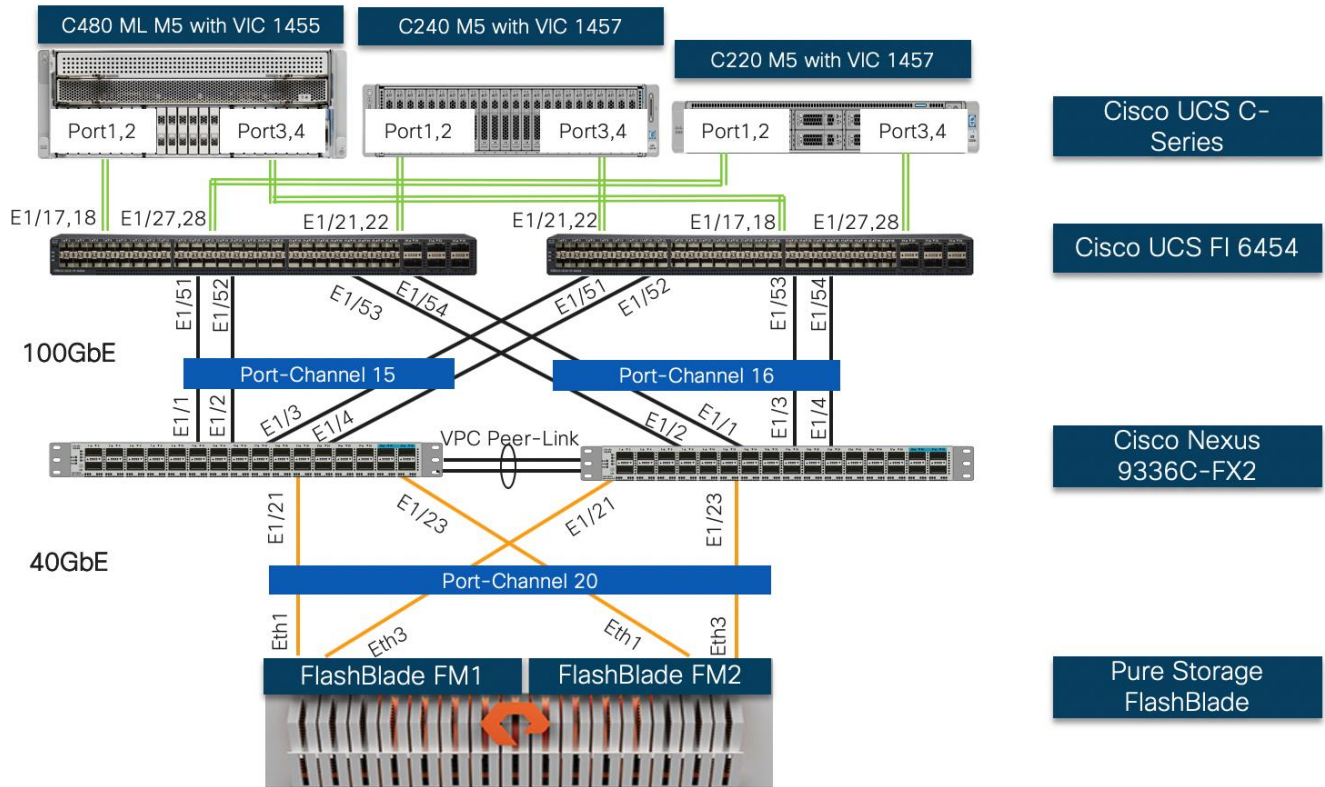 C480 ML M5 with VIC 1455
C240 M5 with VIC 1457
C220 M5 with VIC 1457
Port1,2
Port3,4
Port1,2
Port3,4
Port1,2
Port3,4
Cisco UCS C-
Series
E1/17,18
E1/27,28
E1/21,22
E1/21,22
E1/17,18
E1/27,28
Cisco UCS FI 6454
E1/51
E1/52
E1/53
E1/54
E1/51
E1/52
E1/53
E1/54
100GbE
Port-Channel 15
Port-Channel 16
E1/1
E1/2
E1/3
E1/4
E1/2
E1/1
E1/3
E1/4
VPC Peer-Link
Cisco Nexus
9336C-FX2
E1/21
E1/23
E1/21
E1/23
40GbE
Port-Channel 20
Eth1
Eth3
Eth1
Eth3
FlashBlade FM1
FlashBlade FM2
Pure Storage
FlashBlade